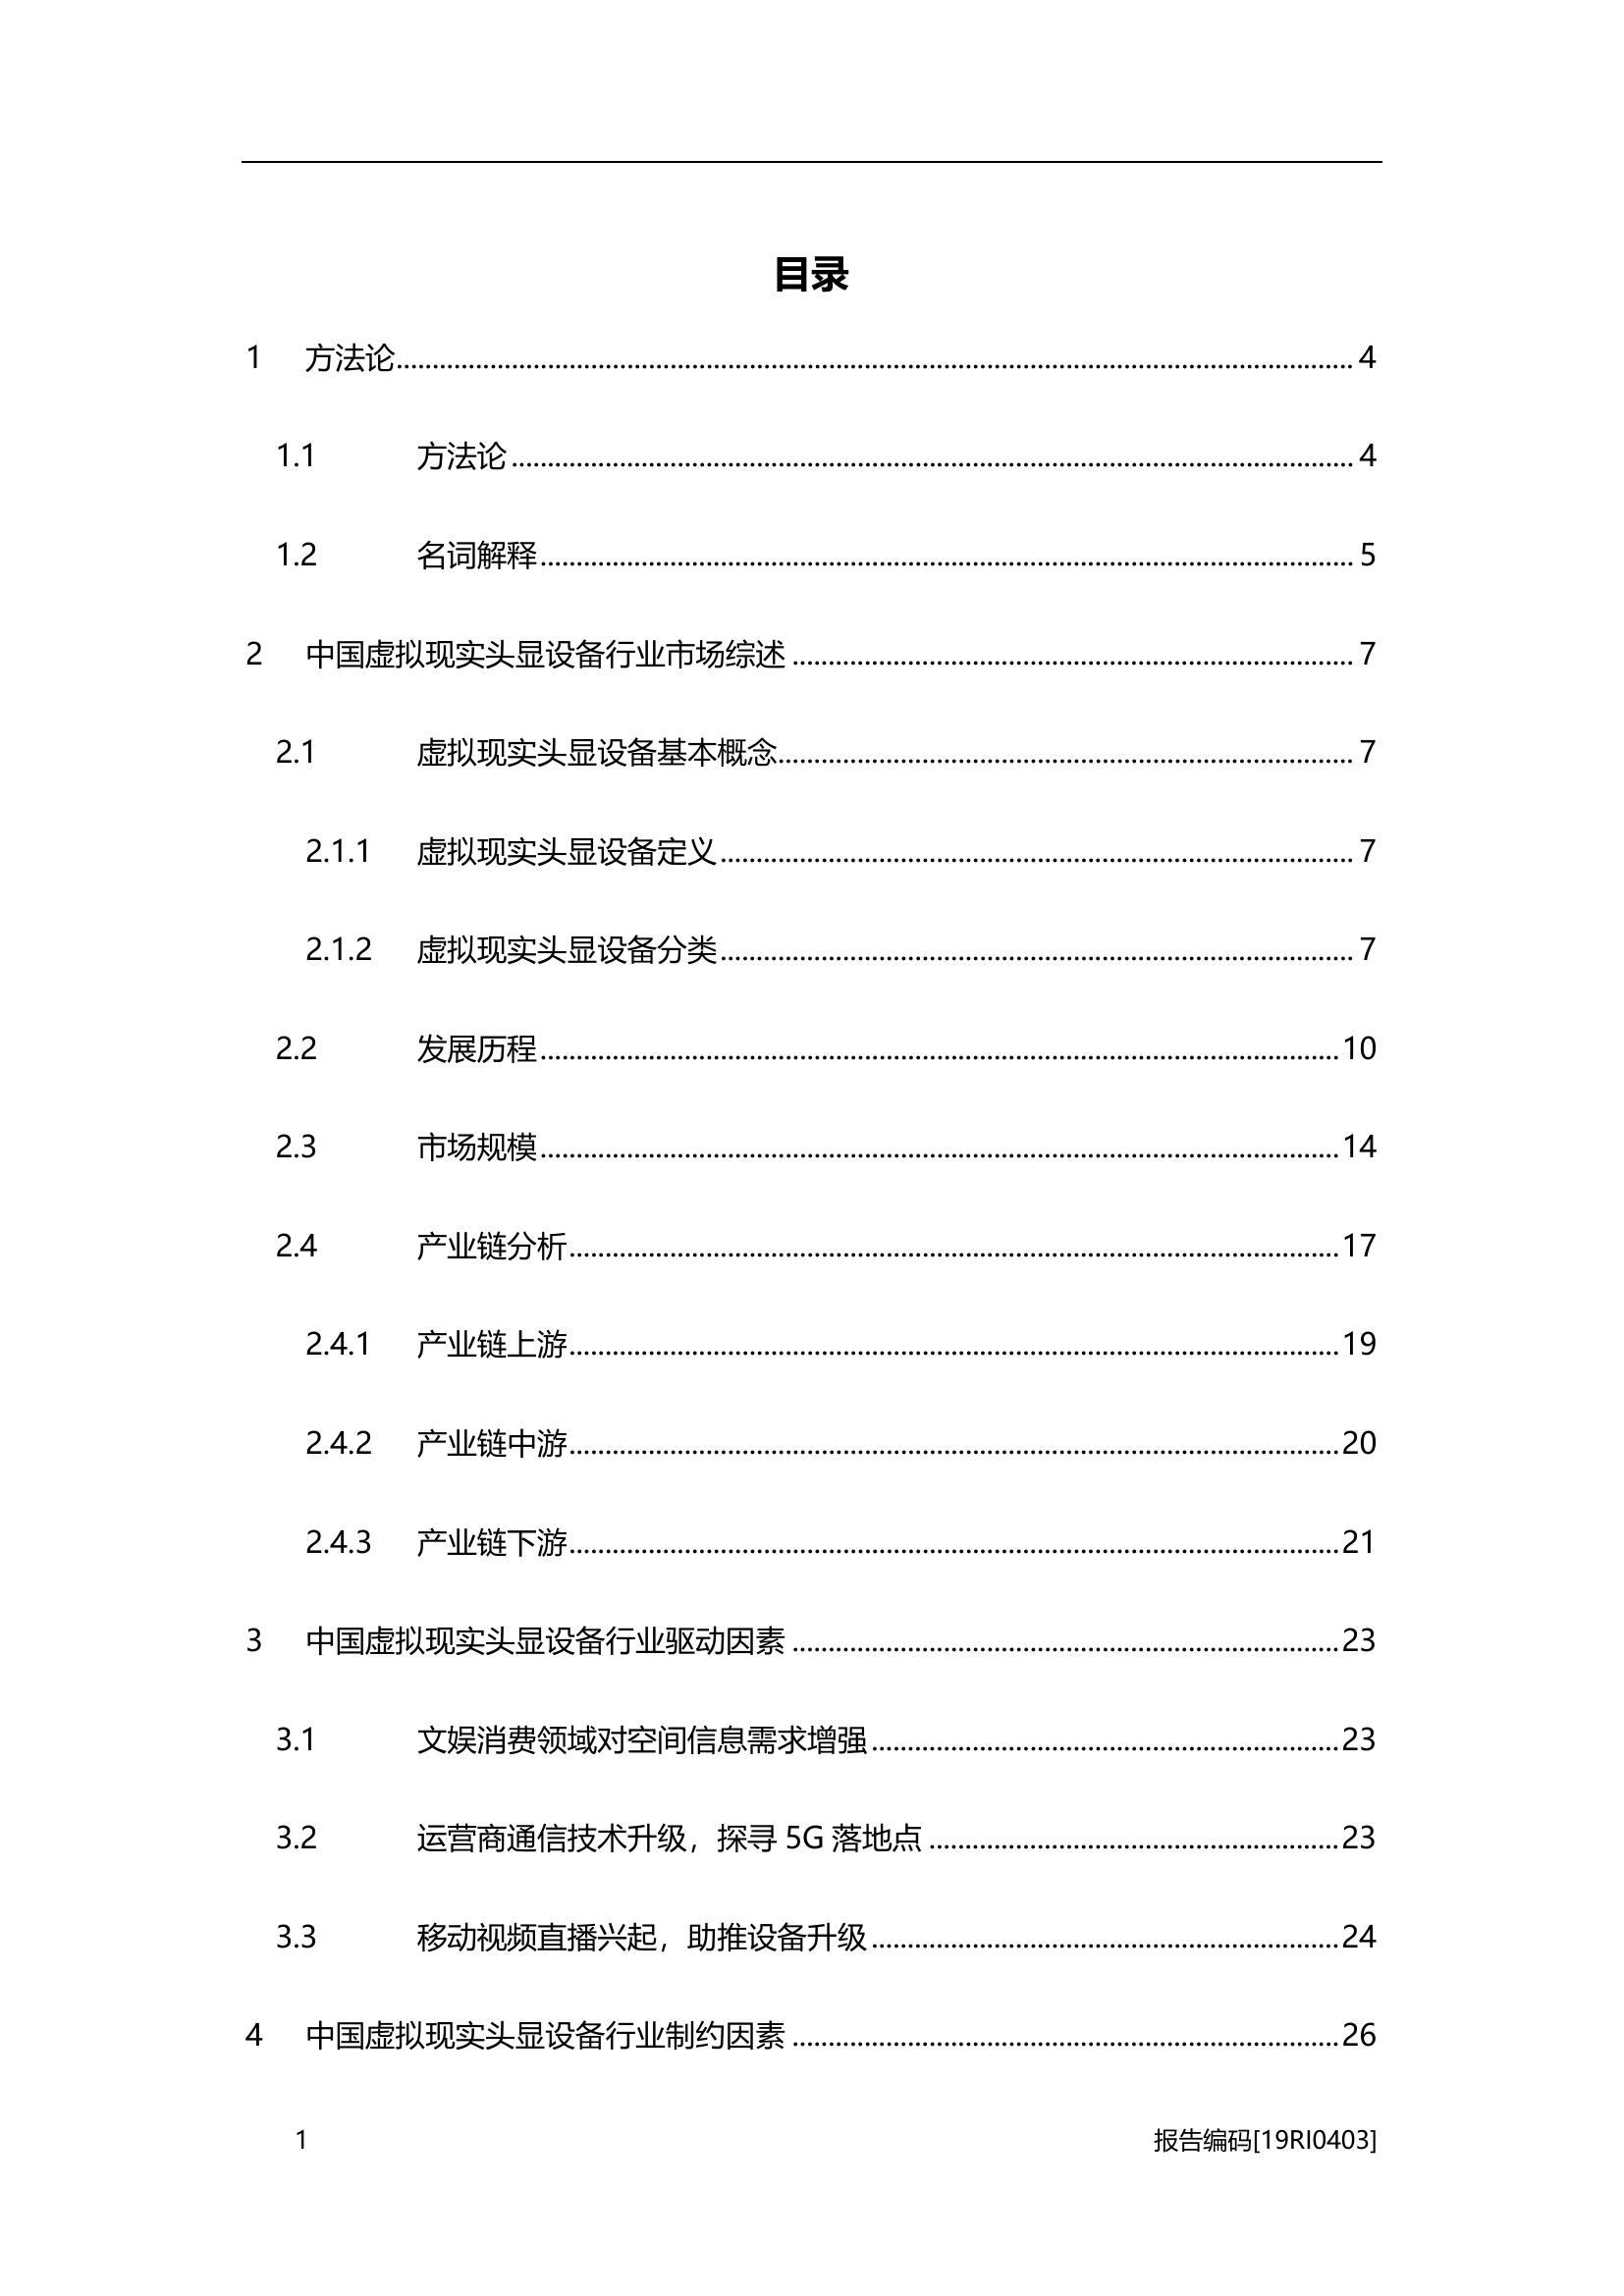 目录
1 方法论 4
1.1 方法论 4
1.2 名词解释 5
2 中国虚拟现实头显设备行业市场综述 7
2.1 虚拟现实头显设备基本概念 7
2.1.1 虚拟现实头显设备定义 7
2.1.2 虚拟现实头显设备分类 7
2.2 发展历程 10
2.3 市场规模 14
2.4 产业链分析 17
2.4.1 产业链上游 19
2.4.2 产业链中游 20
2.4.3 产业链下游 21
3 中国虚拟现实头显设备行业驱动因素 23
3.1 文娱消费领域对空间信息需求增强 23
3.2 运营商通信技术升级，探寻 5G 落地点 23
3.3 移动视频直播兴起，助推设备升级 24
4 中国虚拟现实头显设备行业制约因素 26
1 报告编码[19RI0403]